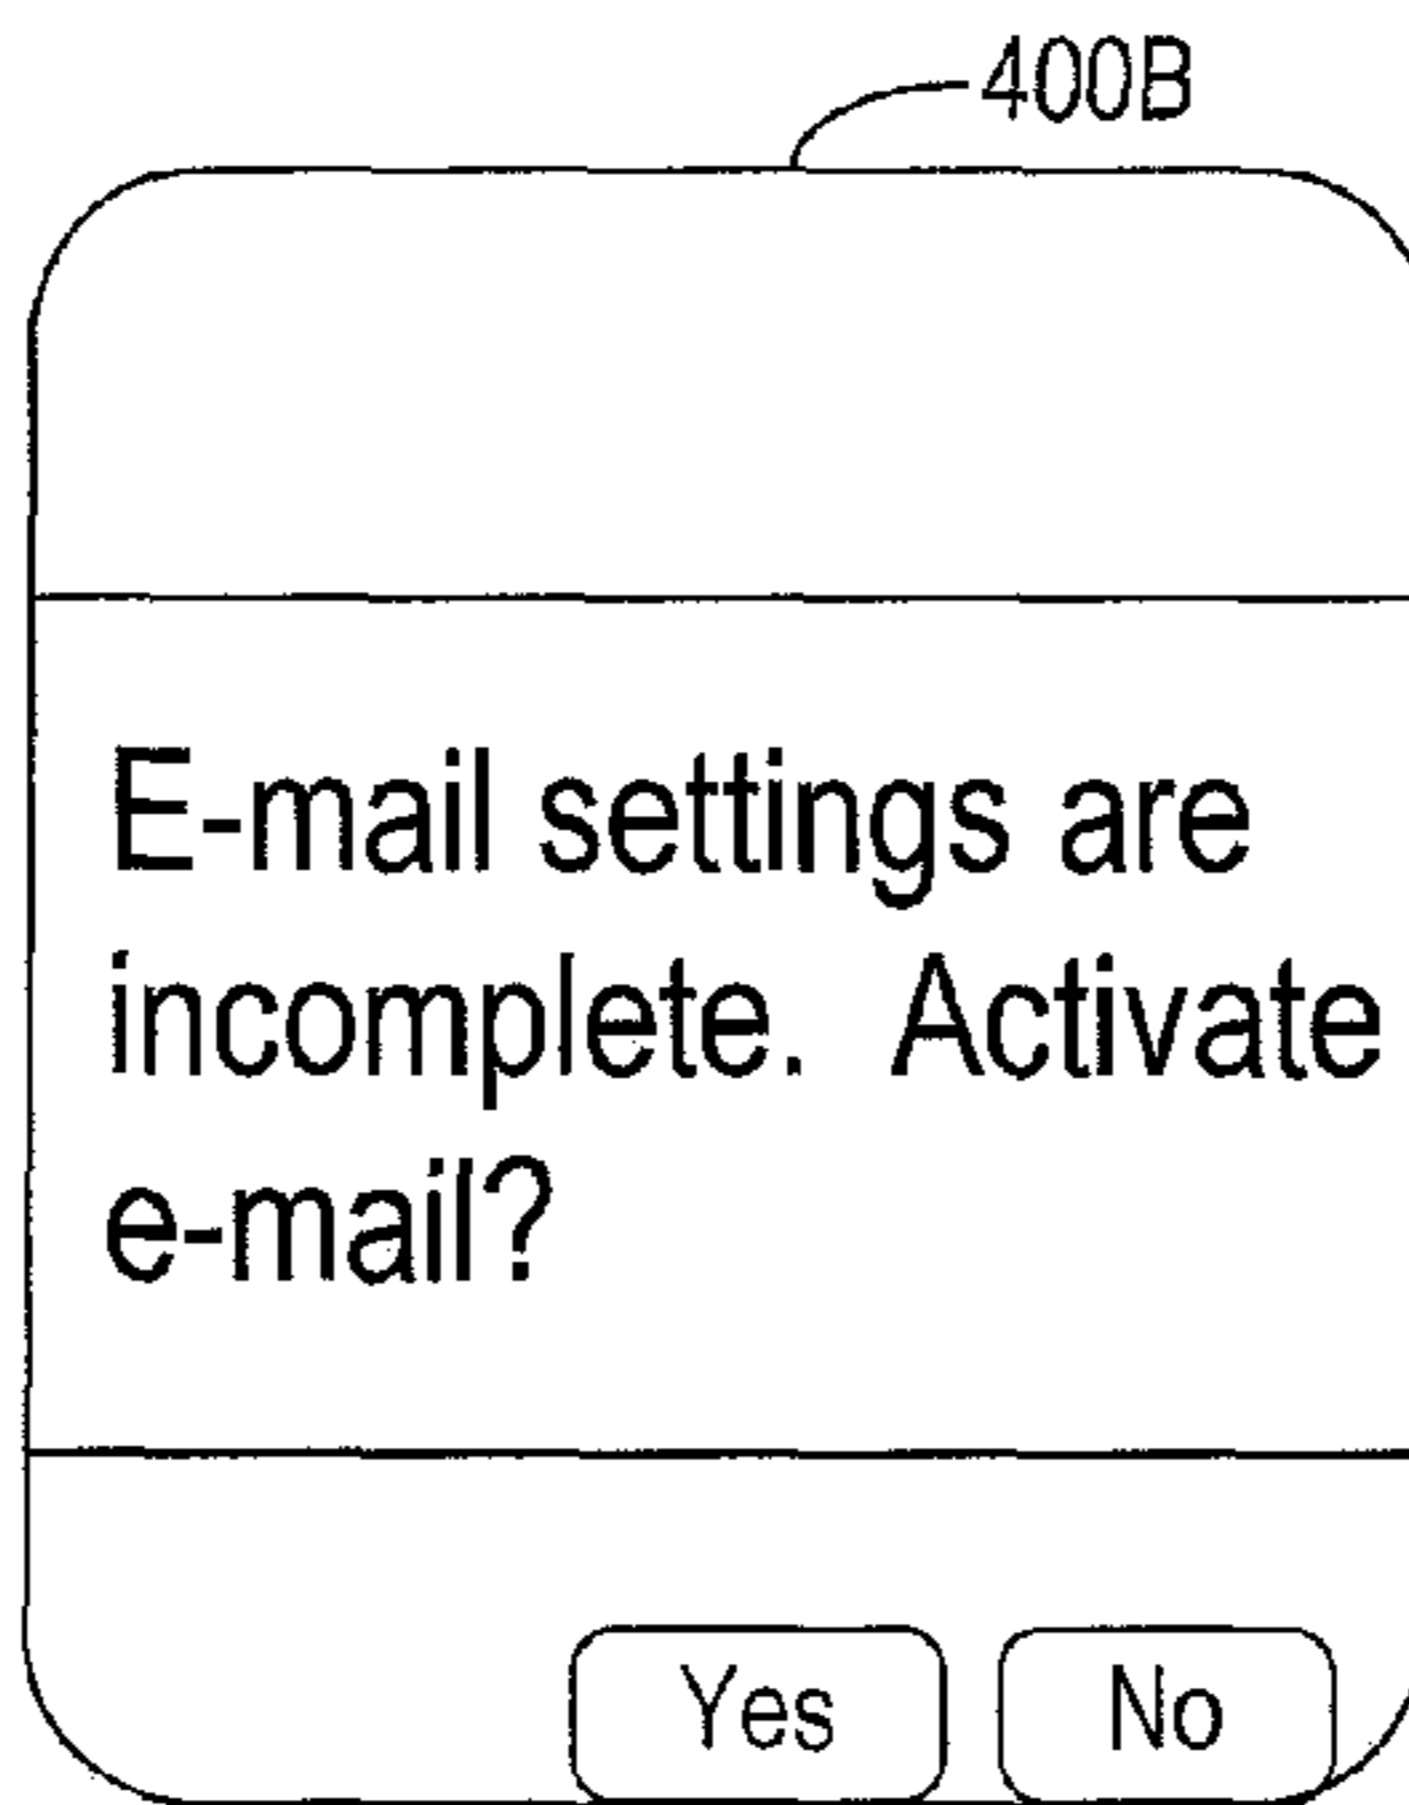 400B
E-mail settings are
incomplete. Activate
e-mail?
Yes No